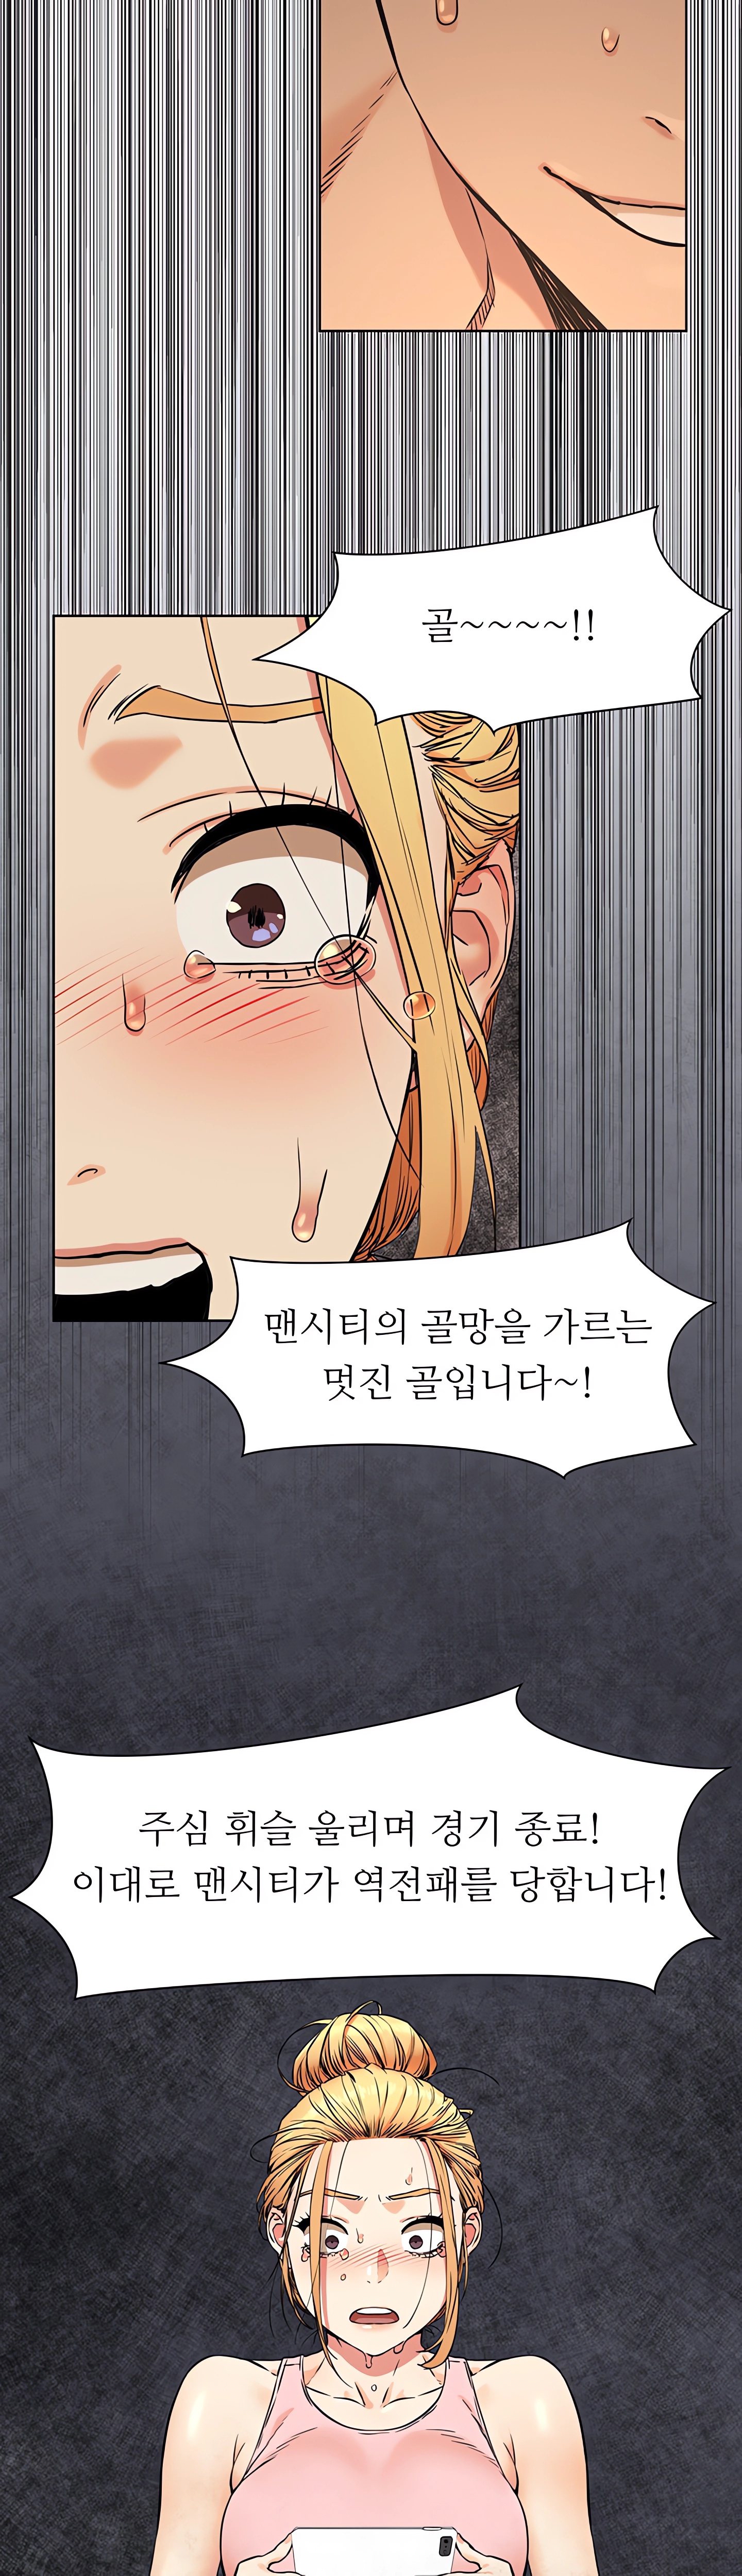 골~~~~!!
맨시티의 골망을 가르는
멋진 골입니다~!
주심 휘슬 울리며 경기 종료!
이대로 맨시티가 역전패를 당합니다!